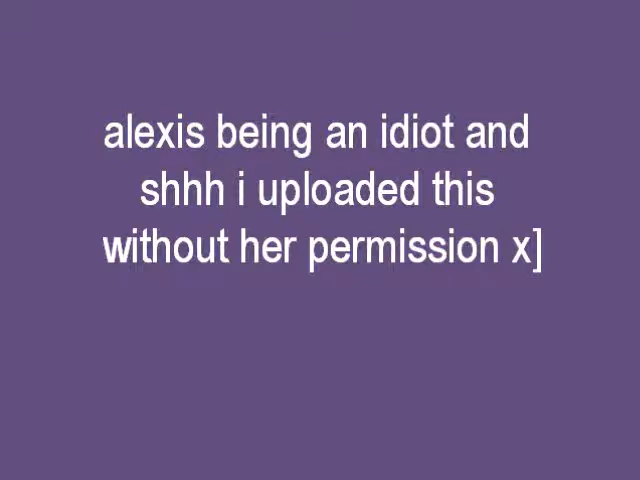 alexis being an idiot and
shhh i uploaded this
without her permission x]